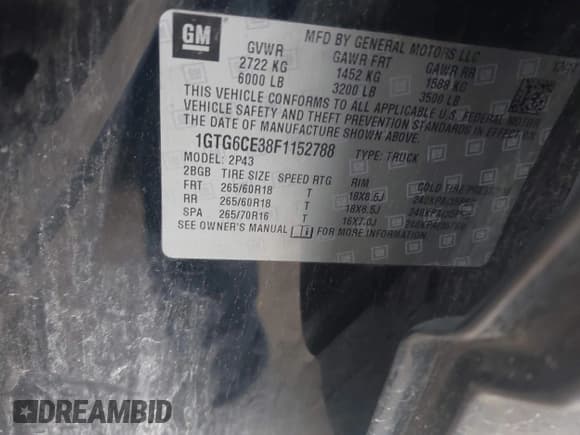 GM
MFD BY GENERAL MOTORS LLC
GVWR GAWR FRT GAWR RR
2722 KG 1452 KG 1588 KG
6000 LB 3200 LB 3500 LB
THIS VEHICLE CONFORMS TO ALL APPLICABLE U.S. FEDERAL MOTOR
VEHICLE SAFETY AND THEFT PREVENTION STANDARDS IN EFFECT ON
THE DATE OF MANUFACTURE SHOWN ABOVE.
1GTG6CE38F1152788 TYPE: TRUCK
MODEL: 2P43
2BGB TIRE SIZE SPEED RTG RIM COLD TIRE
FRT 265/60R18 T 18X8.5J
RR 265/60R18 T 18X8.5J
SPA 265/70R16 T 16X7.0J
SEE OWNER'S MANUAL
DREAMBID